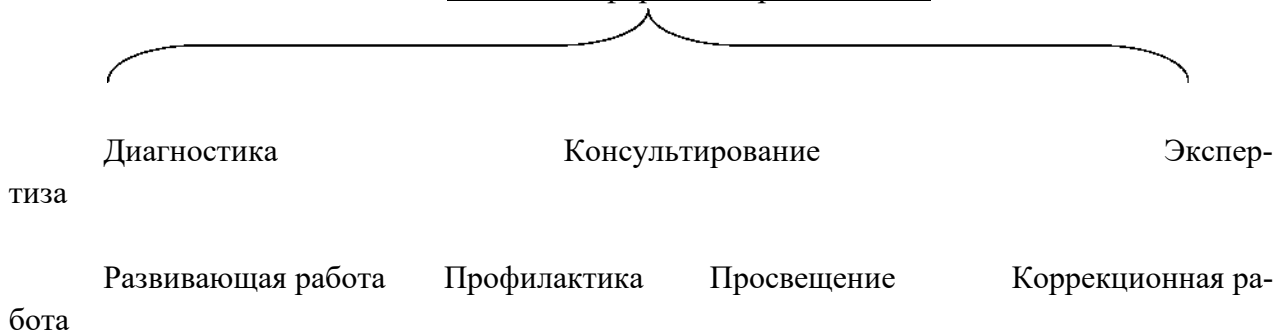 Диагностика Консультирование Экспер-
тиза
Развивающая работа Профилактика Просвещение Коррекционная ра-
бота